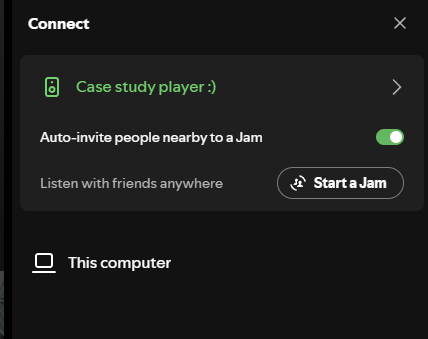 Connect
Case study player :)
Auto-invite people nearby to a Jam
Listen with friends anywhere
Start a Jam
This computer